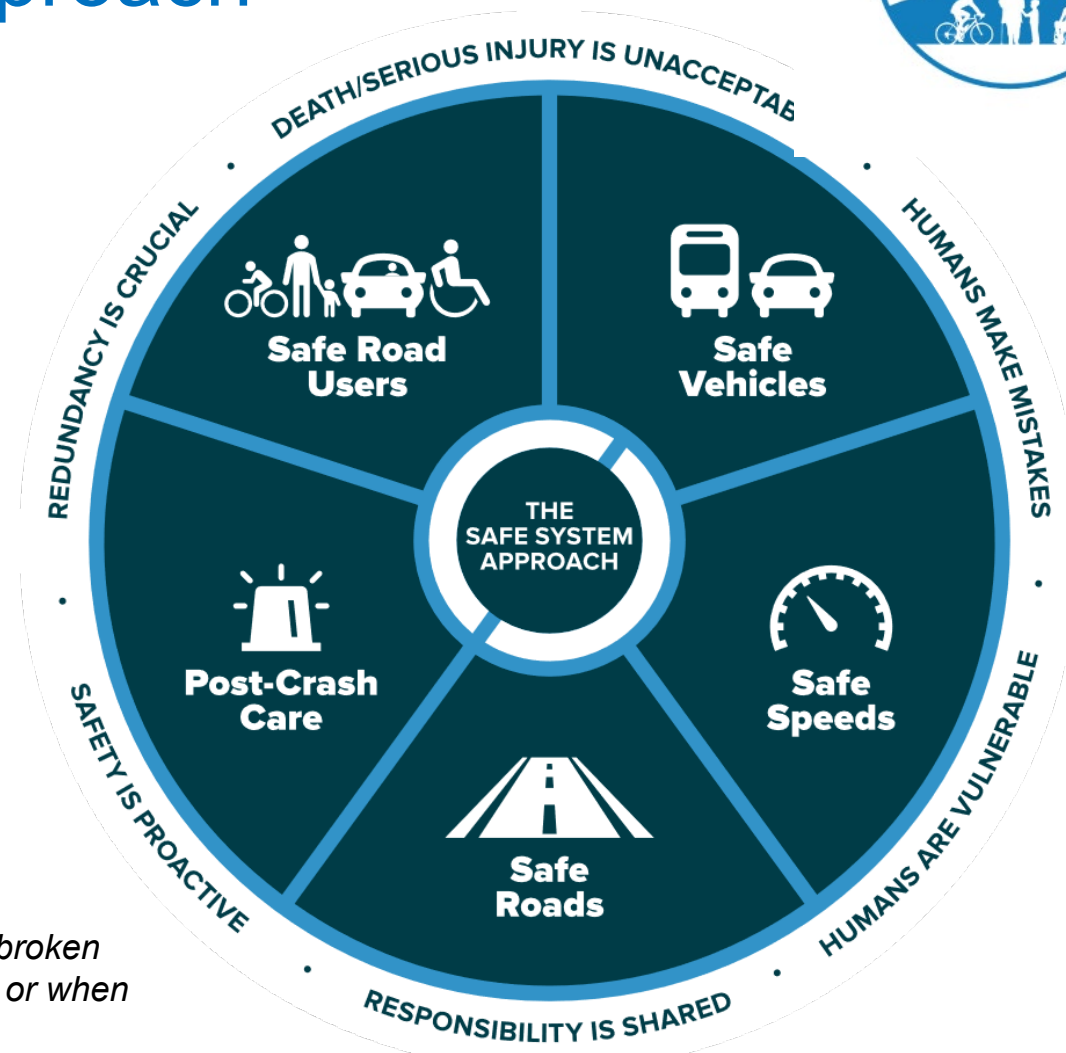 proach
DEATH/SERIOUS INJURY IS UNACCEPTAB
HUMANS MAKE MISTAKES
HUMANS ARE VULNERABLE
RESPONSIBILITY IS SHARED
SAFETY IS PROACTIVE
REDUNDANCY IS CRUCIAL
Safe Road
Users
Safe
Vehicles
THE
SAFE SYSTEM
APPROACH
Post-Crash
Care
Safe
Speeds
Safe
Roads
broken
or when